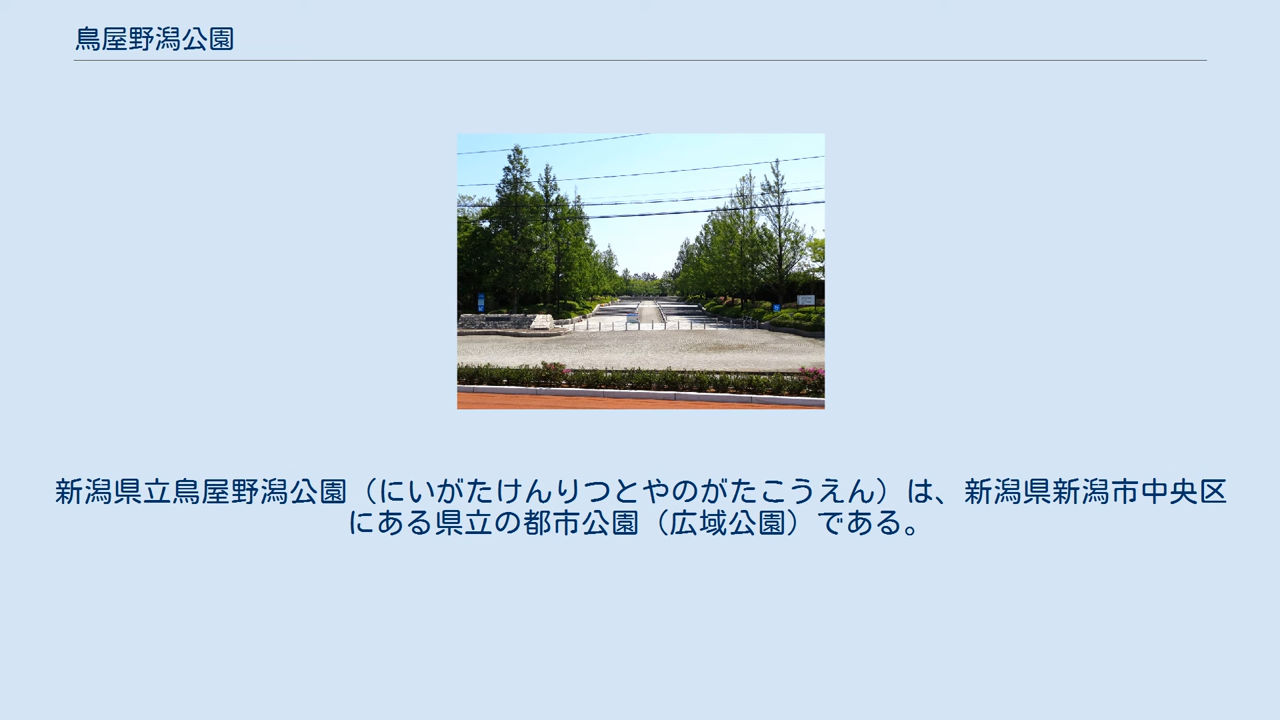 鳥屋野潟公園
新潟県立鳥屋野潟公園（にいがたけんりつとやのがたこうえん）は、新潟県新潟市中央区
にある県立の都市公園（広域公園）である。